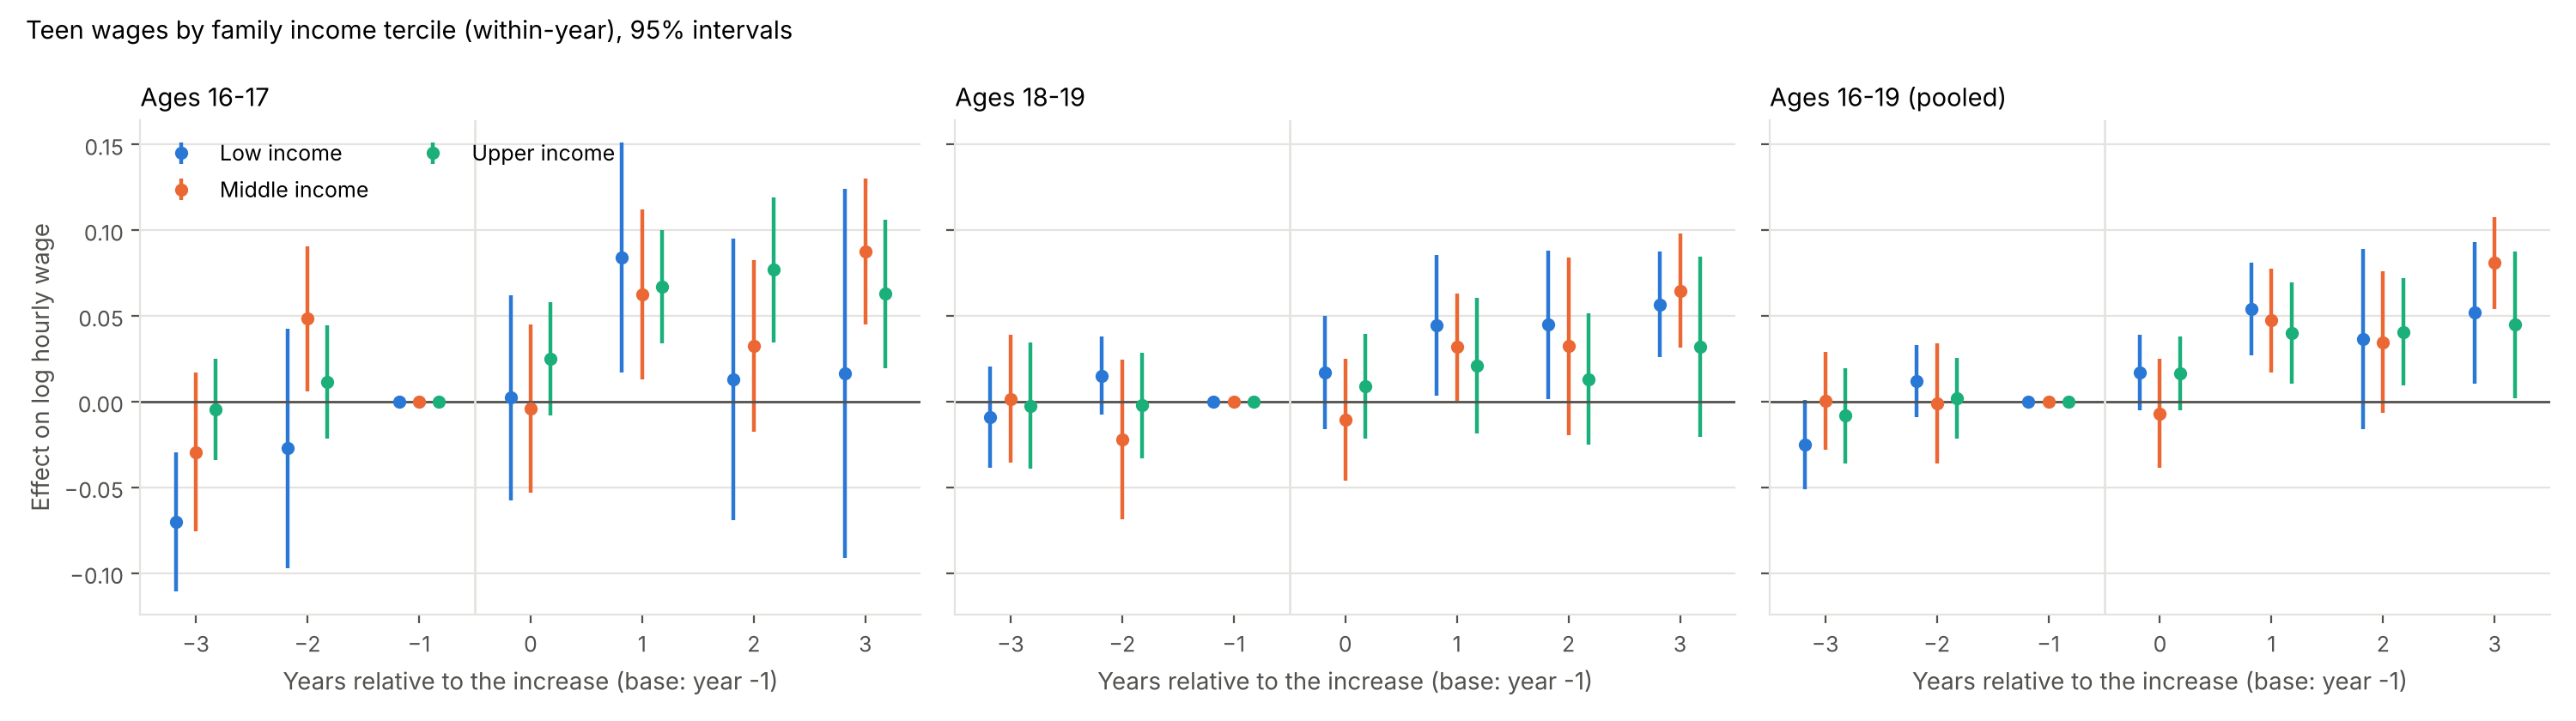 Teen wages by family income tercile (within-year), 95% intervals
Ages 16-17
Low income
Upper income
Middle income
Effect on log hourly wage
0.15
0.10
0.05
0.00
−0.05
−0.10
−3 −2 −1 0 1 2 3
Years relative to the increase (base: year -1)
Ages 18-19
−3 −2 −1 0 1 2 3
Years relative to the increase (base: year -1)
Ages 16-19 (pooled)
−3 −2 −1 0 1 2 3
Years relative to the increase (base: year -1)